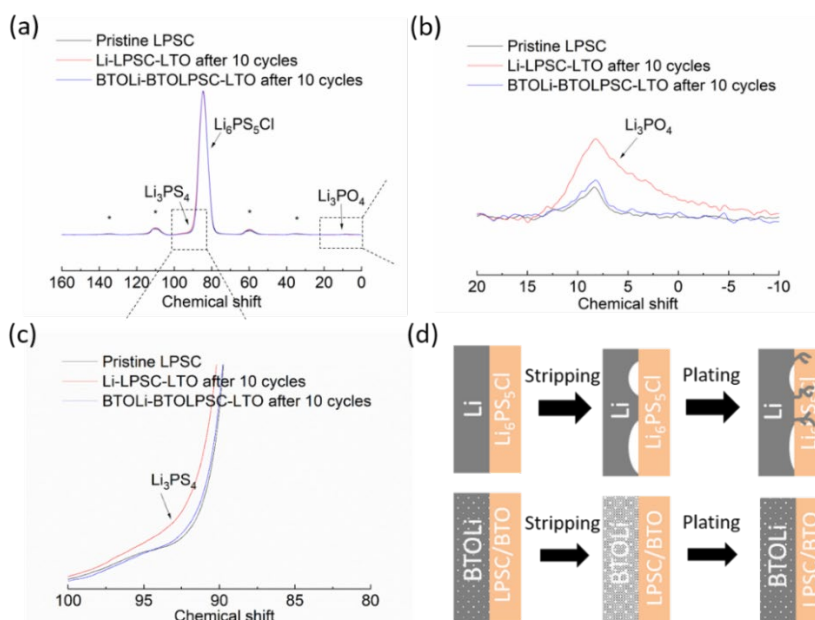 (a)
Pristine LPSC
Li-LPSC-LTO after 10 cycles
BTOLi-BTOLPSC-LTO after 10 cycles
Li₆PS₅Cl
Li₃PS₄
Li₃PO₄
* * * *
160 140 120 100 80 60 40 20 0
Chemical shift
(b)
Pristine LPSC
Li-LPSC-LTO after 10 cycles
BTOLi-BTOLPSC-LTO after 10 cycles
Li₃PO₄
20 15 10 5 0 -5 -10
Chemical shift
(c)
Pristine LPSC
Li-LPSC-LTO after 10 cycles
BTOLi-BTOLPSC-LTO after 10 cycles
Li₃PS₄
100 95 90 85 80
Chemical shift
(d)
Li
Li₆PS₅Cl
Stripping
Li
Li₆PS₅Cl
Plating
Li
Li₆PS₅Cl
BTOLi
LPSC/BTO
Stripping
BTOLi
LPSC/BTO
Plating
BTOLi
LPSC/BTO